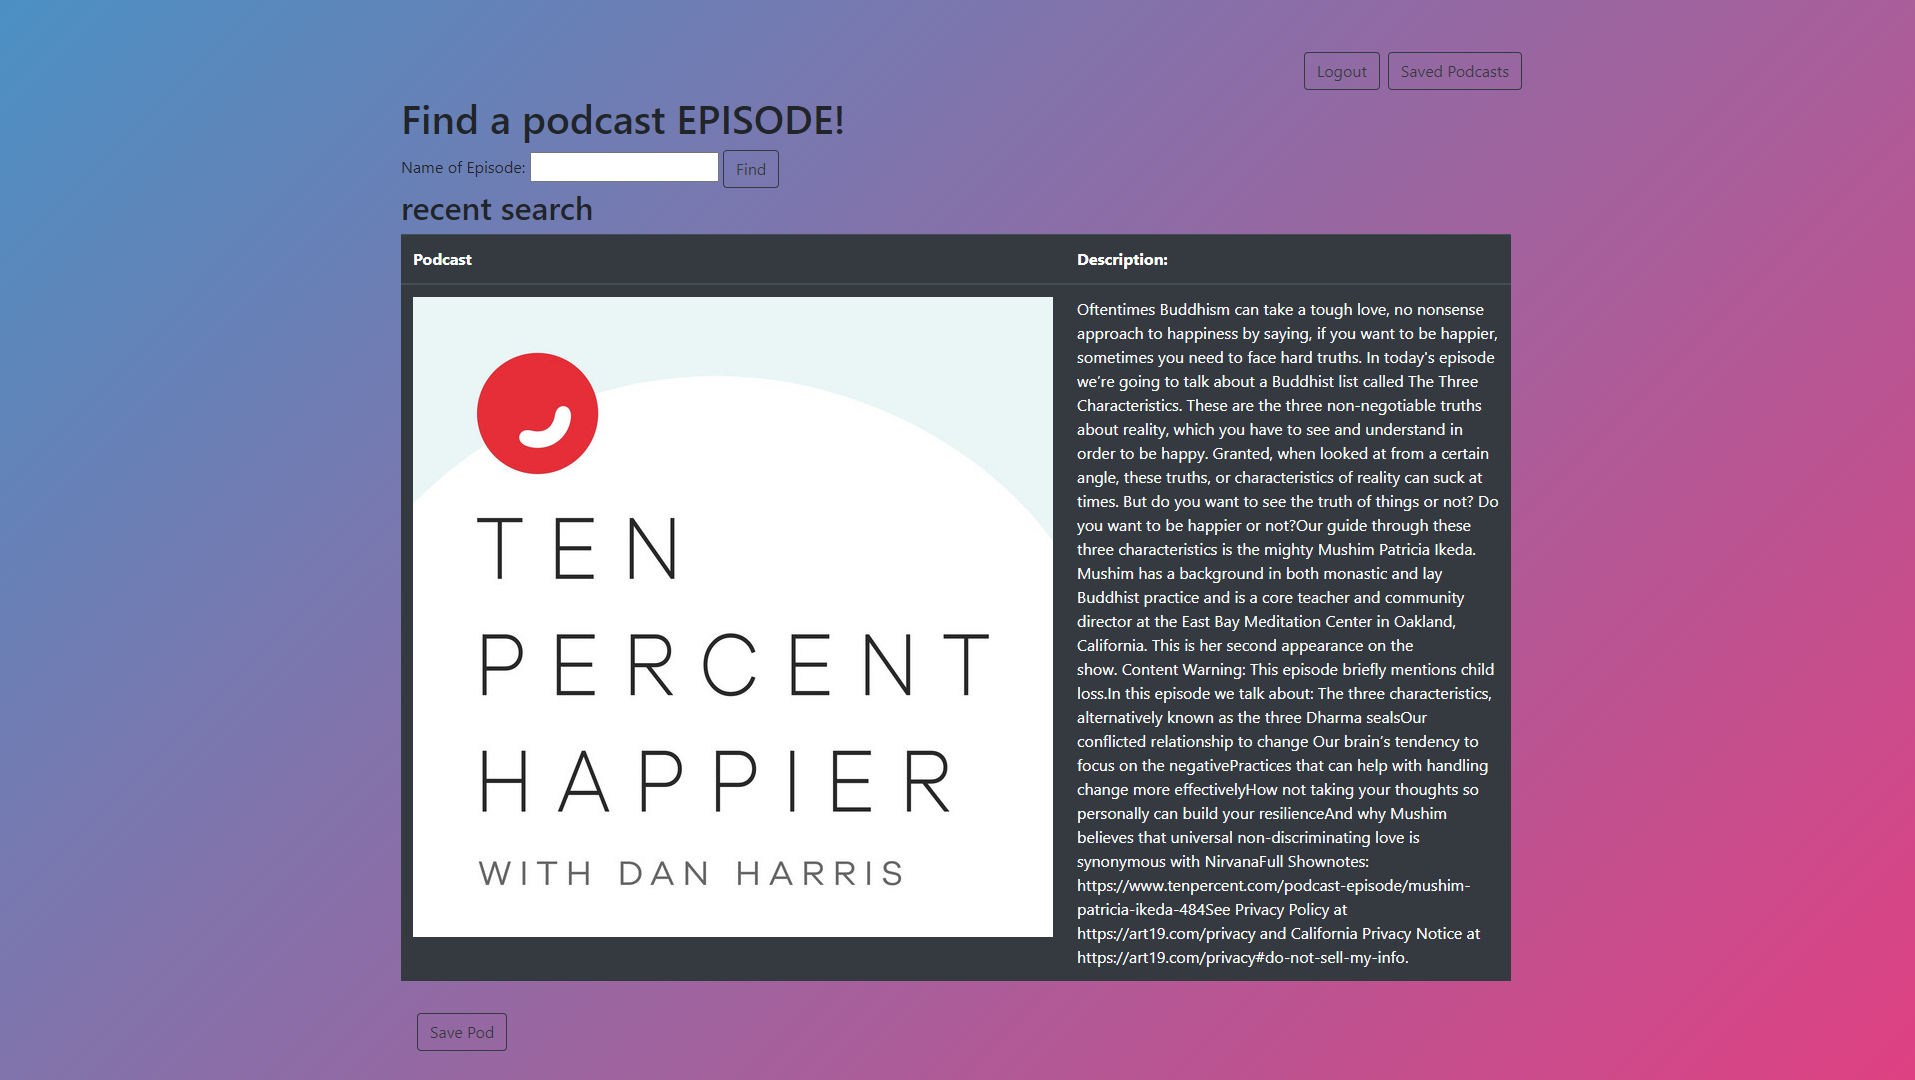 Logout
Saved Podcasts
Find a podcast EPISODE!
Name of Episode:
Find
recent search
Podcast
Description:
TEN
PERCENT
HAPPIER
WITH DAN HARRIS
Oftentimes Buddhism can take a tough love, no nonsense
approach to happiness by saying, if you want to be happier,
sometimes you need to face hard truths. In today's episode
we’re going to talk about a Buddhist list called The Three
Characteristics. These are the three non-negotiable truths
about reality, which you have to see and understand in
order to be happy. Granted, when looked at from a certain
angle, these truths, or characteristics of reality can suck at
times. But do you want to see the truth of things or not? Do
you want to be happier or not?Our guide through these
three characteristics is the mighty Mushim Patricia Ikeda.
Mushim has a background in both monastic and lay
Buddhist practice and is a core teacher and community
director at the East Bay Meditation Center in Oakland,
California. This is her second appearance on the
show. Content Warning: This episode briefly mentions child
loss.In this episode we talk about: The three characteristics,
alternatively known as the three Dharma sealsOur
conflicted relationship to change Our brain’s tendency to
focus on the negativePractices that can help with handling
change more effectivelyHow not taking your thoughts so
personally can build your resilienceAnd why Mushim
believes that universal non-discriminating love is
synonymous with NirvanaFull Shownotes:
https://www.tenpercent.com/podcast-episode/mushim-
patricia-ikeda-484See Privacy Policy at
https://art19.com/privacy and California Privacy Notice at
https://art19.com/privacy#do-not-sell-my-info.
Save Pod